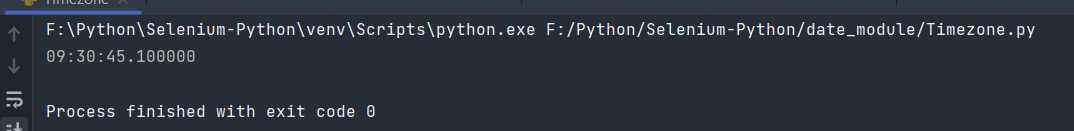 Timezone
F:\Python\Selenium-Python\venv\Scripts\python.exe F:/Python/Selenium-Python/date_module/Timezone.py
09:30:45.100000
Process finished with exit code 0